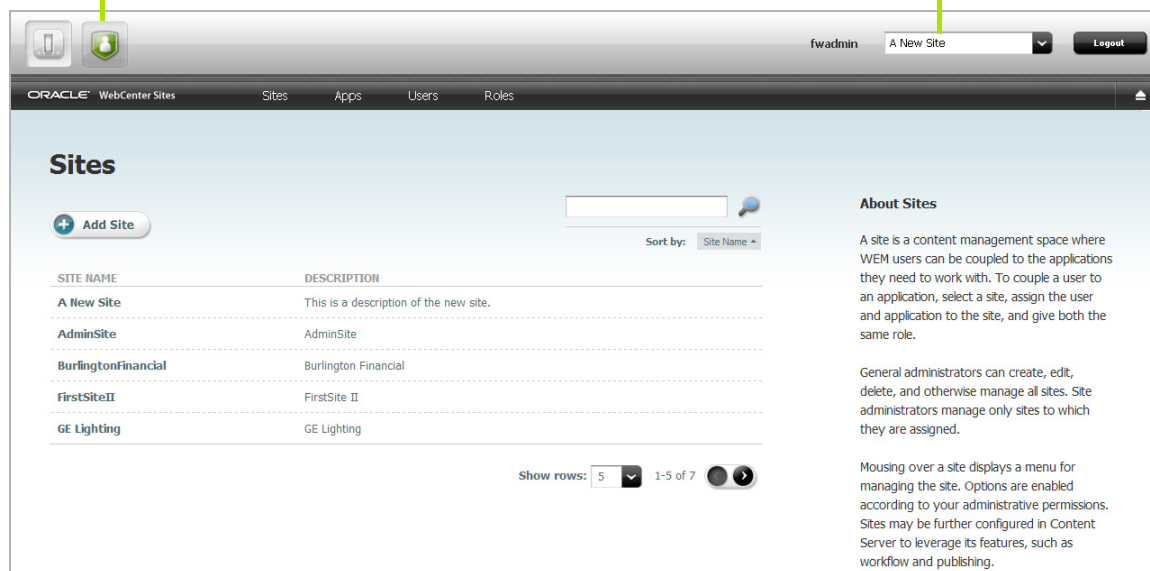 fwadmin A New Site Logout
ORACLE® WebCenter Sites Sites Apps Users Roles
Sites
Add Site
Sort by: Site Name
SITE NAME DESCRIPTION
A New Site This is a description of the new site.
AdminSite AdminSite
BurlingtonFinancial Burlington Financial
FirstSiteII FirstSite II
GE Lighting GE Lighting
Show rows: 5 1-5 of 7
About Sites
A site is a content management space where
WEM users can be coupled to the applications
they need to work with. To couple a user to
an application, select a site, assign the user
and application to the site, and give both the
same role.
General administrators can create, edit,
delete, and otherwise manage all sites. Site
administrators manage only sites to which
they are assigned.
Mousing over a site displays a menu for
managing the site. Options are enabled
according to your administrative permissions.
Sites may be further configured in Content
Server to leverage its features, such as
workflow and publishing.